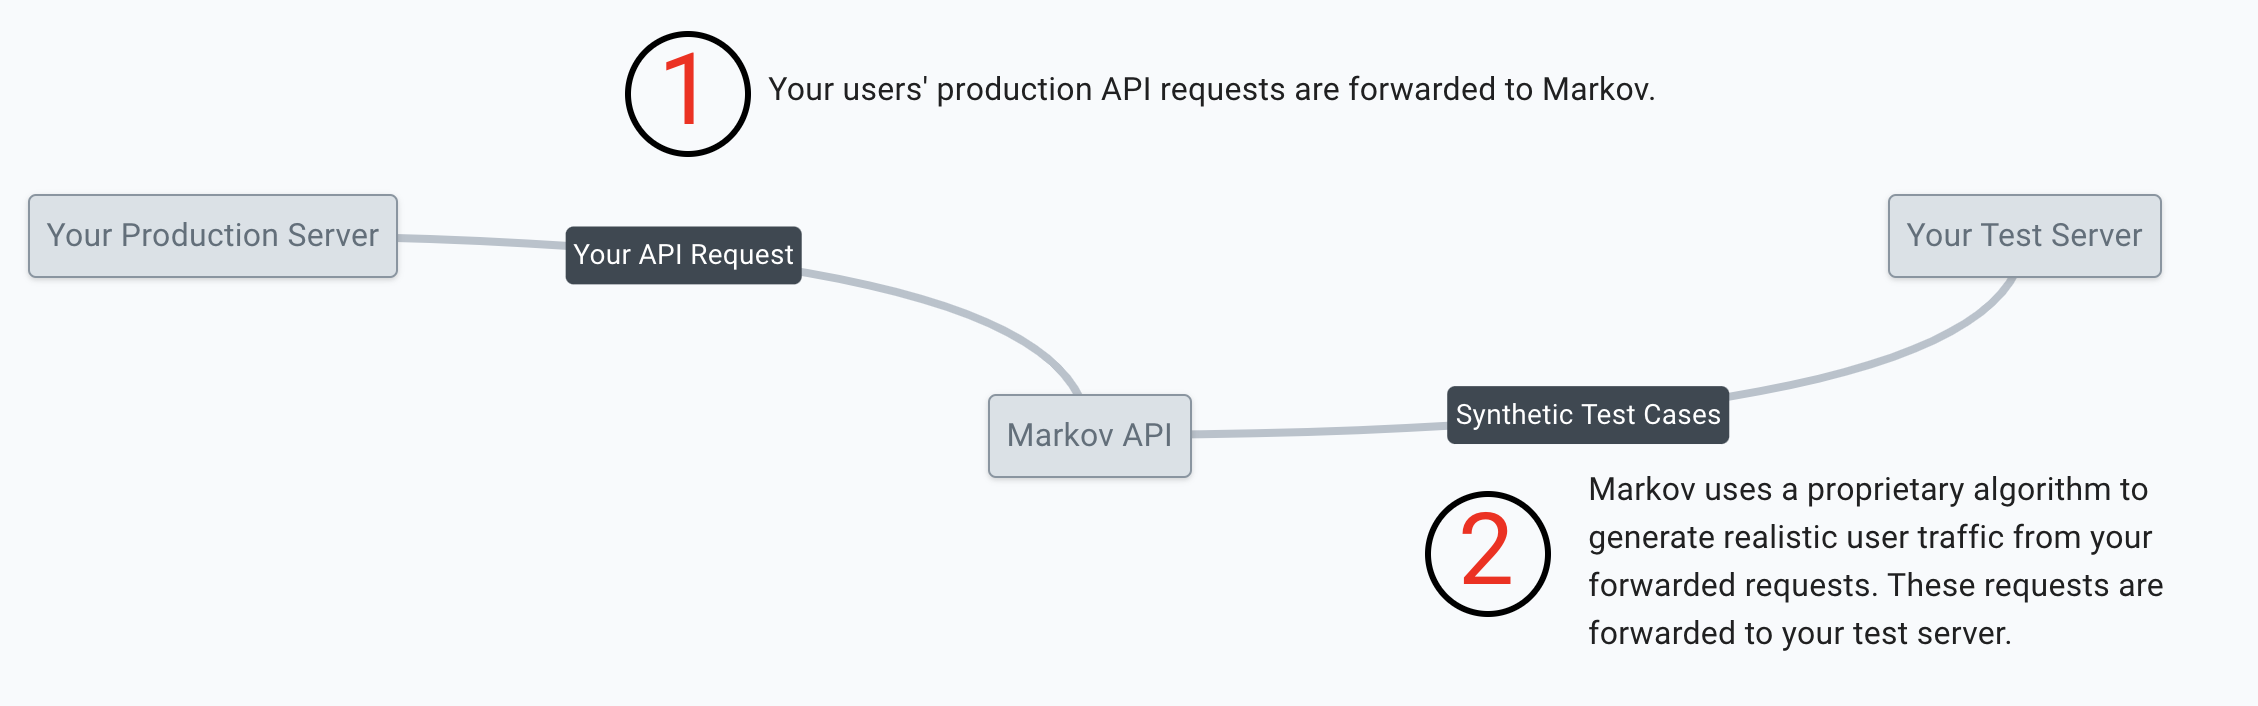 1
Your users' production API requests are forwarded to Markov.
Your Production Server
Your API Request
Your Test Server
Markov API
Synthetic Test Cases
2
Markov uses a proprietary algorithm to
generate realistic user traffic from your
forwarded requests. These requests are
forwarded to your test server.